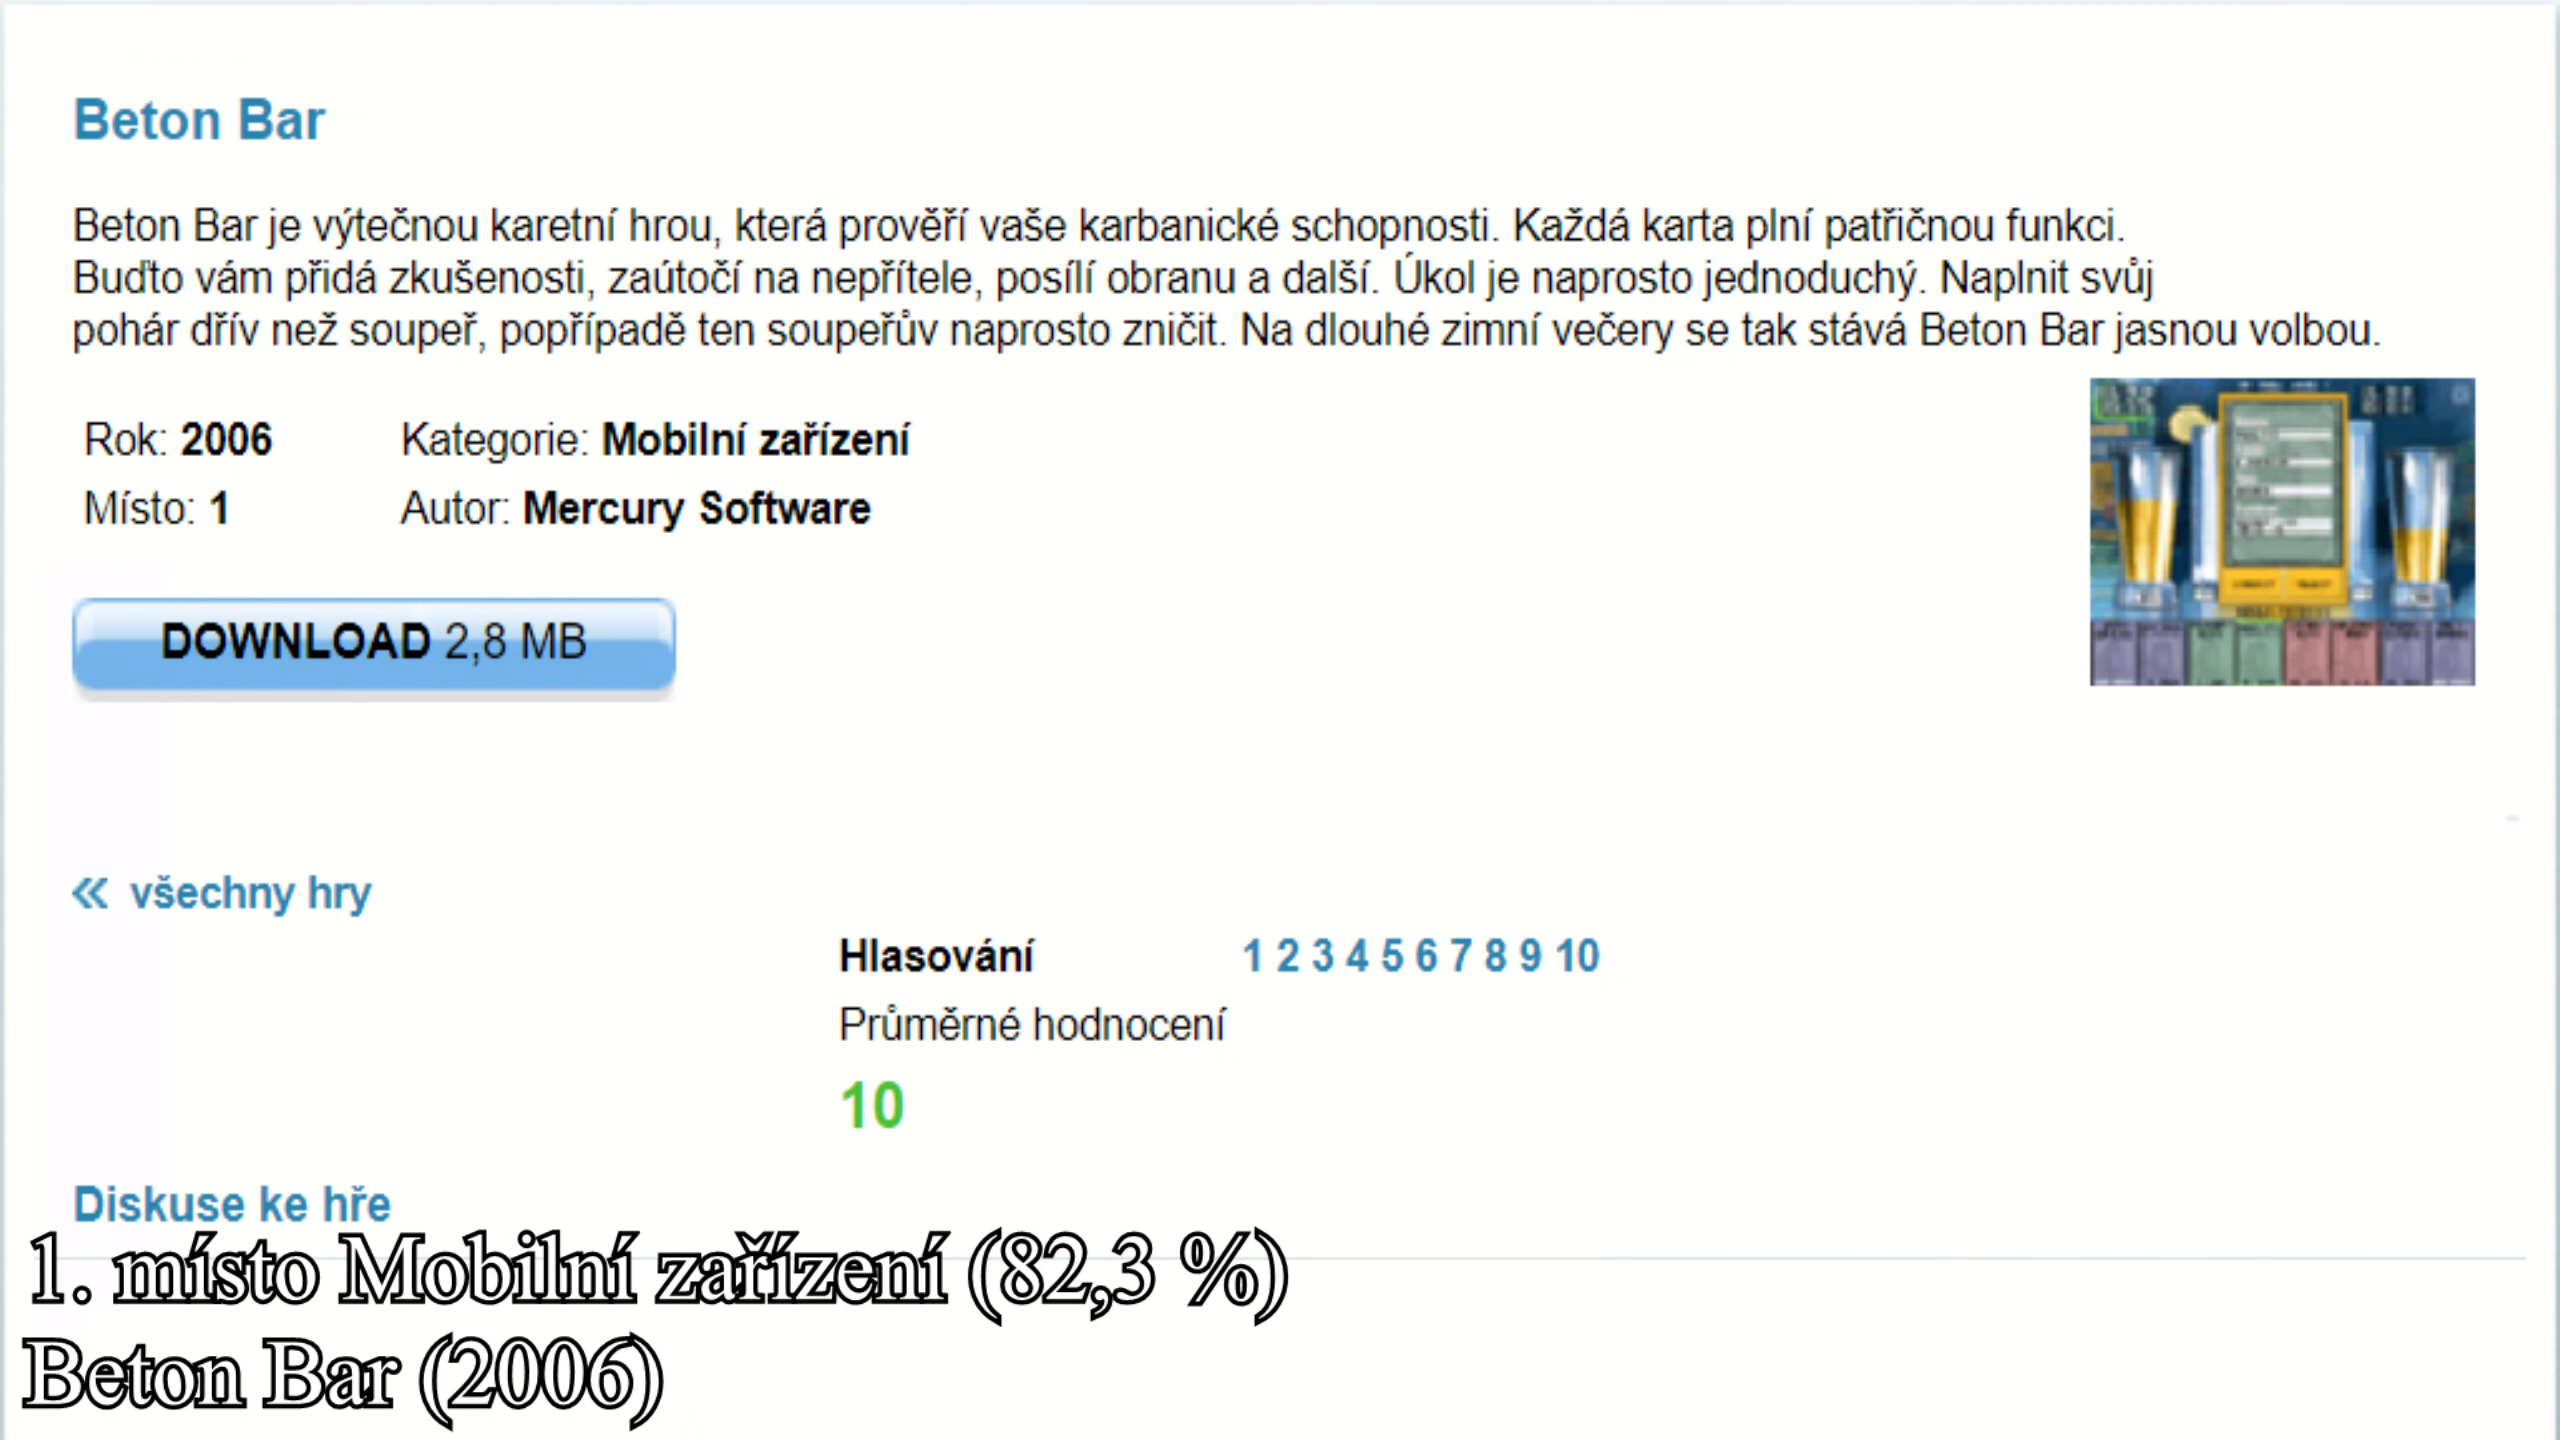 Beton Bar
Beton Bar je výtečnou karetní hrou, která prověří vaše karbanické schopnosti. Každá karta plní patřičnou funkci.
Buďto vám přidá zkušenosti, zaútočí na nepřítele, posílí obranu a další. Úkol je naprosto jednoduchý. Naplnit svůj
pohár dřív než soupeř, popřípadě ten soupeřův naprosto zničit. Na dlouhé zimní večery se tak stává Beton Bar jasnou volbou.
Rok: 2006 Kategorie: Mobilní zařízení
Místo: 1 Autor: Mercury Software
DOWNLOAD 2,8 MB
« všechny hry
Hlasování 1 2 3 4 5 6 7 8 9 10
Průměrné hodnocení
10
Diskuse ke hře
1. místo Mobilní zařízení (82,3 %)
Beton Bar (2006)